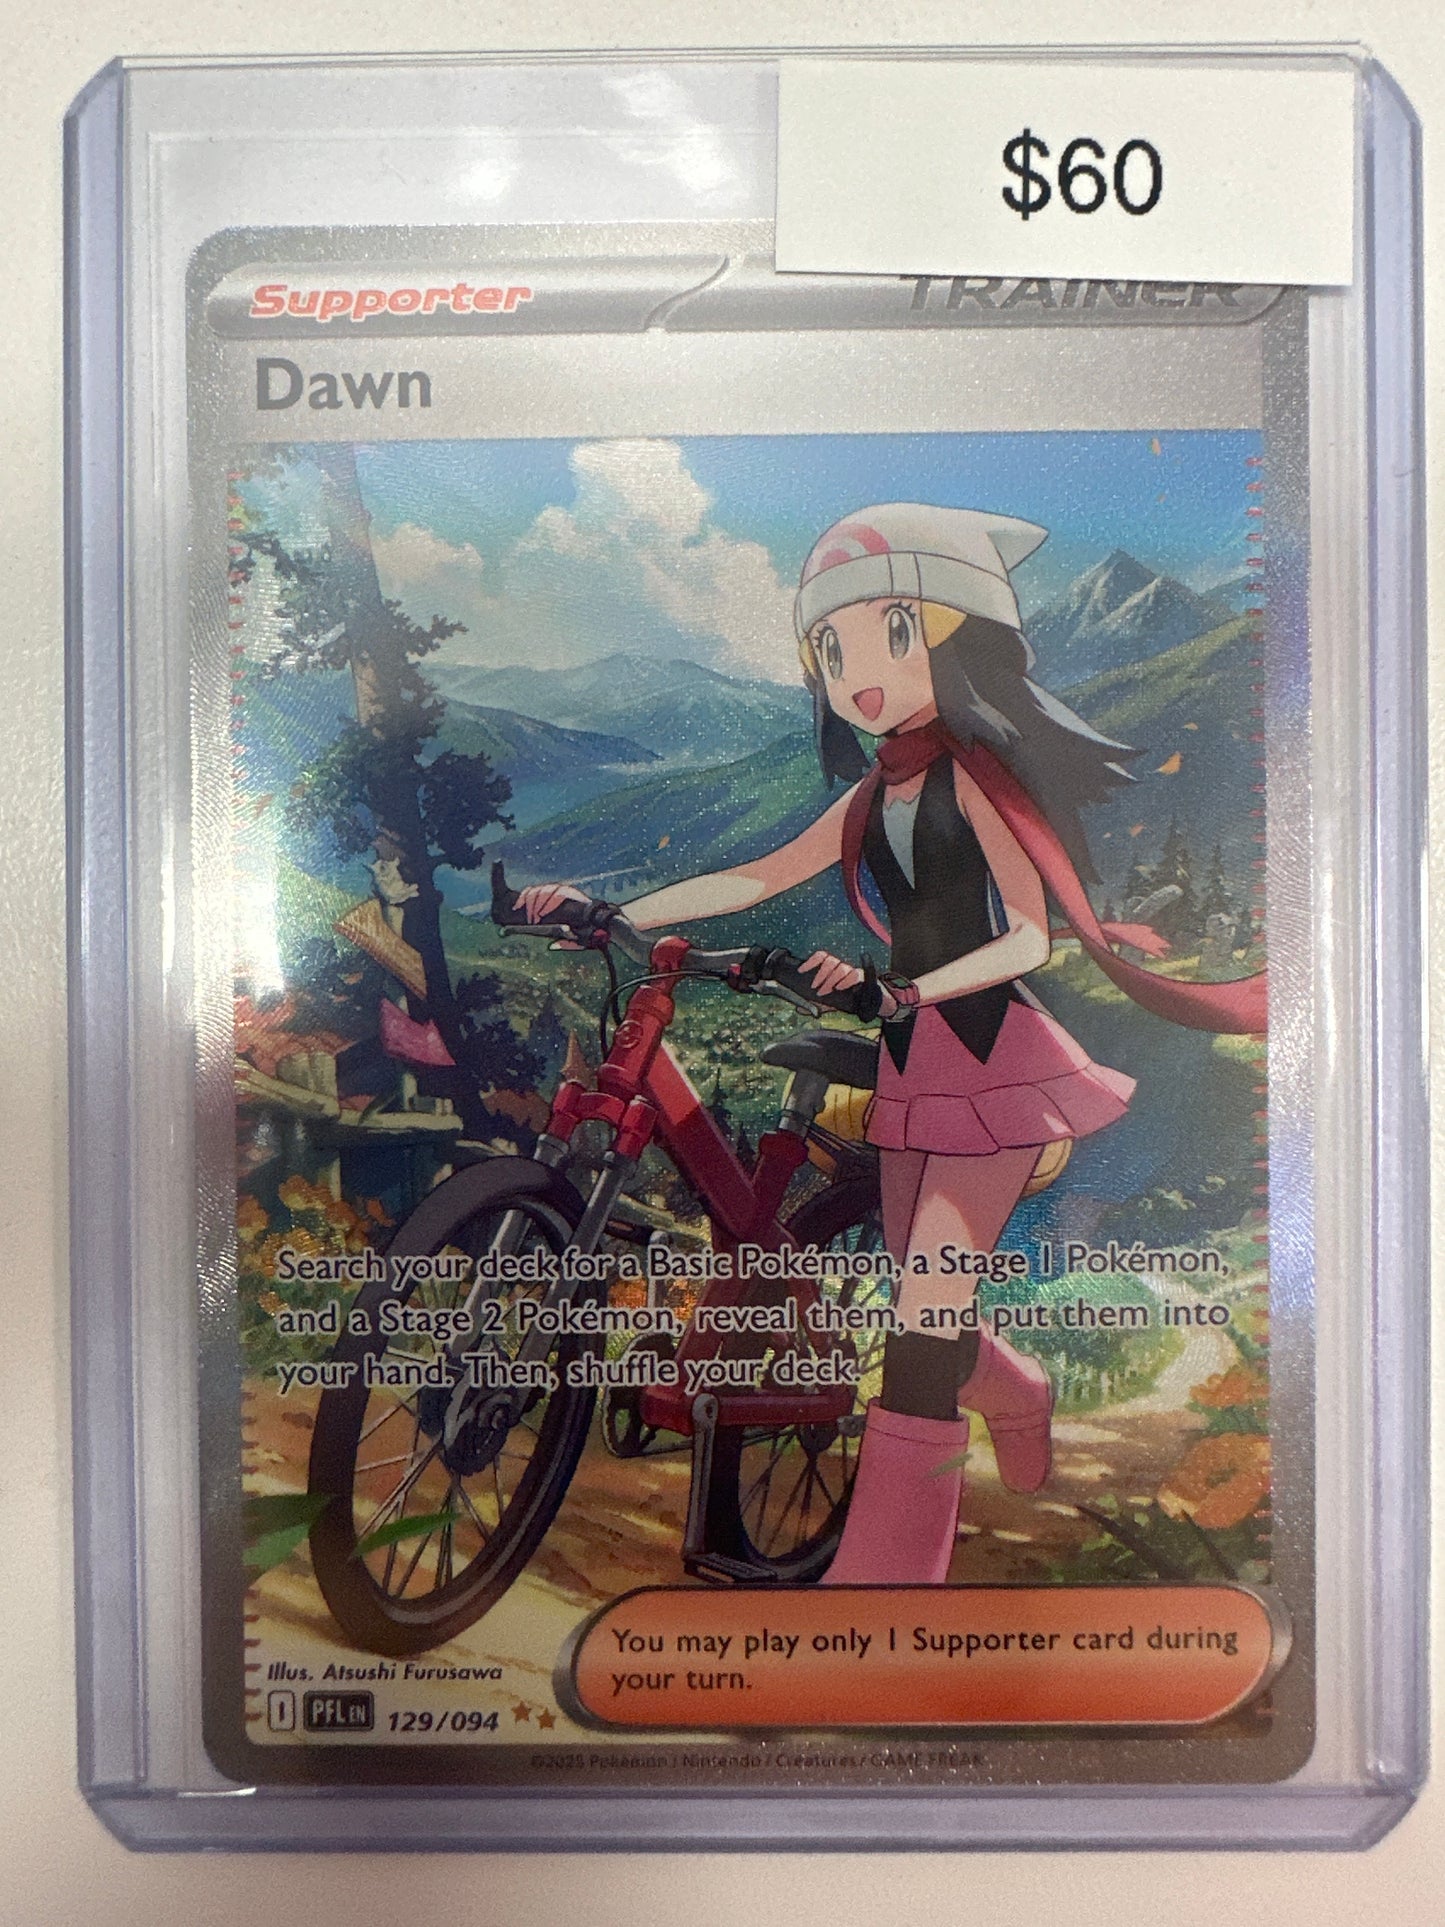 $60
Supporter
TRAINER
Dawn
Search your deck for a Basic Pokémon, a Stage 1 Pokémon,
and a Stage 2 Pokémon, reveal them, and put them into
your hand. Then, shuffle your deck.
You may play only 1 Supporter card during
your turn.
Illus. Atsushi Furusawa
I PFL EN 129/094
©2025 Pokémon / Nintendo / Creatures / GAME FREAK